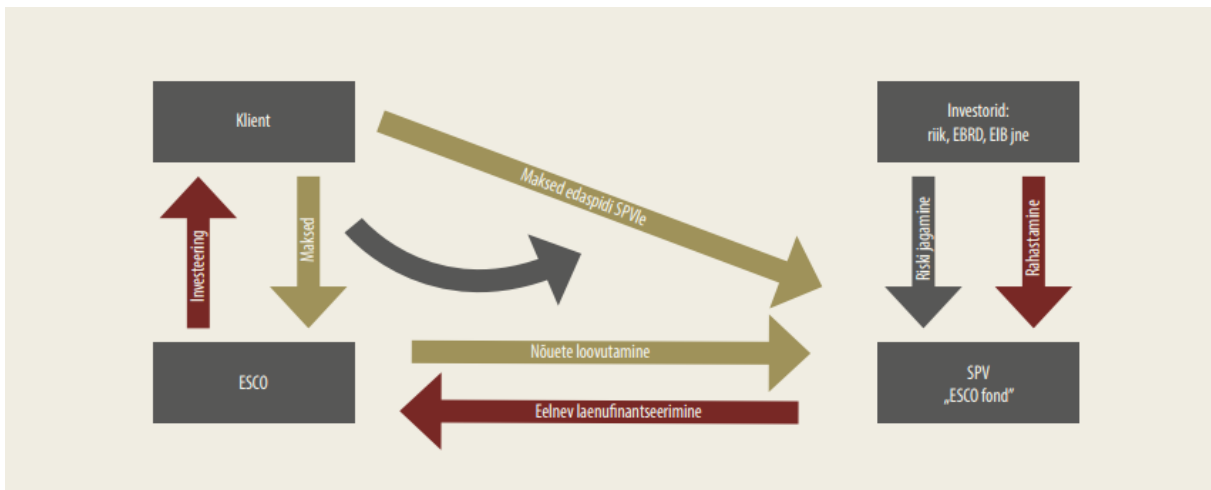 Klient
Investorid:
riik, EBRD, EIB jne
Maksed edaspidi SPVle
Investeering
Maksed
Riski jagamine
Rahastamine
Nõuete loovutamine
ESCO
SPV
„ESCO fond”
Eelnev laenufinantseerimine